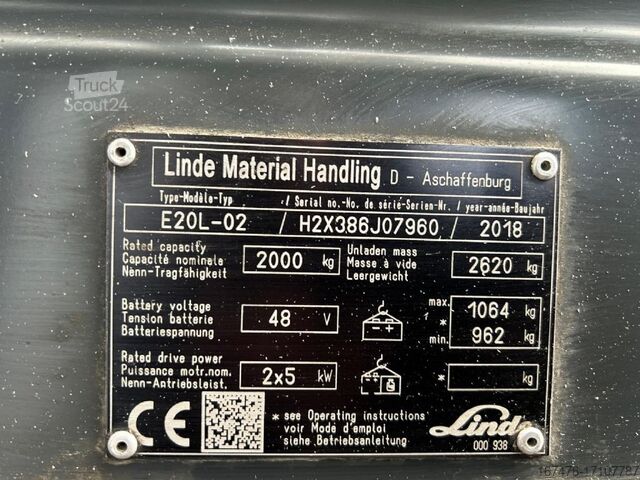 Truck
Scout24
Linde Material Handling D - Aschaffenburg
Type-Modèle-Typ / Serial no.-No. de série-Serien-Nr. / year-année-Baujahr
E20L-02 / H2X386J07960 / 2018
Rated capacity
Capacité nominale
Nenn-Tragfähigkeit
2000 kg
Unladen mass
Masse à vide
Leergewicht
2620 kg
Battery voltage
Tension batterie
Batteriespannung
48 V
max. 1064 kg
*
min. 962 kg
Rated drive power
Puissance motr.nom.
Nenn-Antriebsleist.
2x5 kW
* kg
CE
* see Operating instructions
voir Mode d'emploi
siehe Betriebsanleitung
Linde
000 938 4
167476-17107787